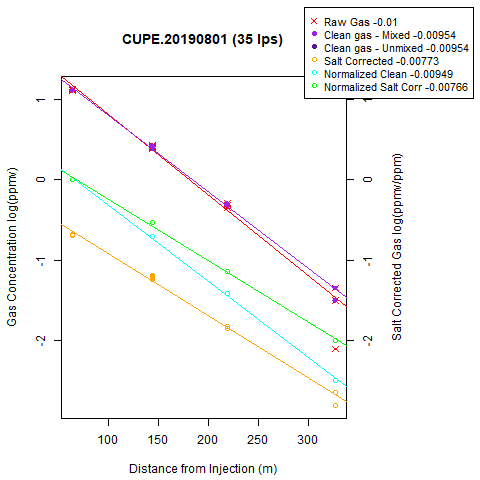 CUPE.20190801 (35 lps)
Raw Gas -0.01
Clean gas - Mixed -0.00954
Clean gas - Unmixed -0.00954
Salt Corrected -0.00773
Normalized Clean -0.00949
Normalized Salt Corr -0.00766
Gas Concentration log(ppmv)
1
0
-1
-2
1
0
-1
-2
Salt Corrected Gas log(ppmv/ppm)
100 150 200 250 300
Distance from Injection (m)